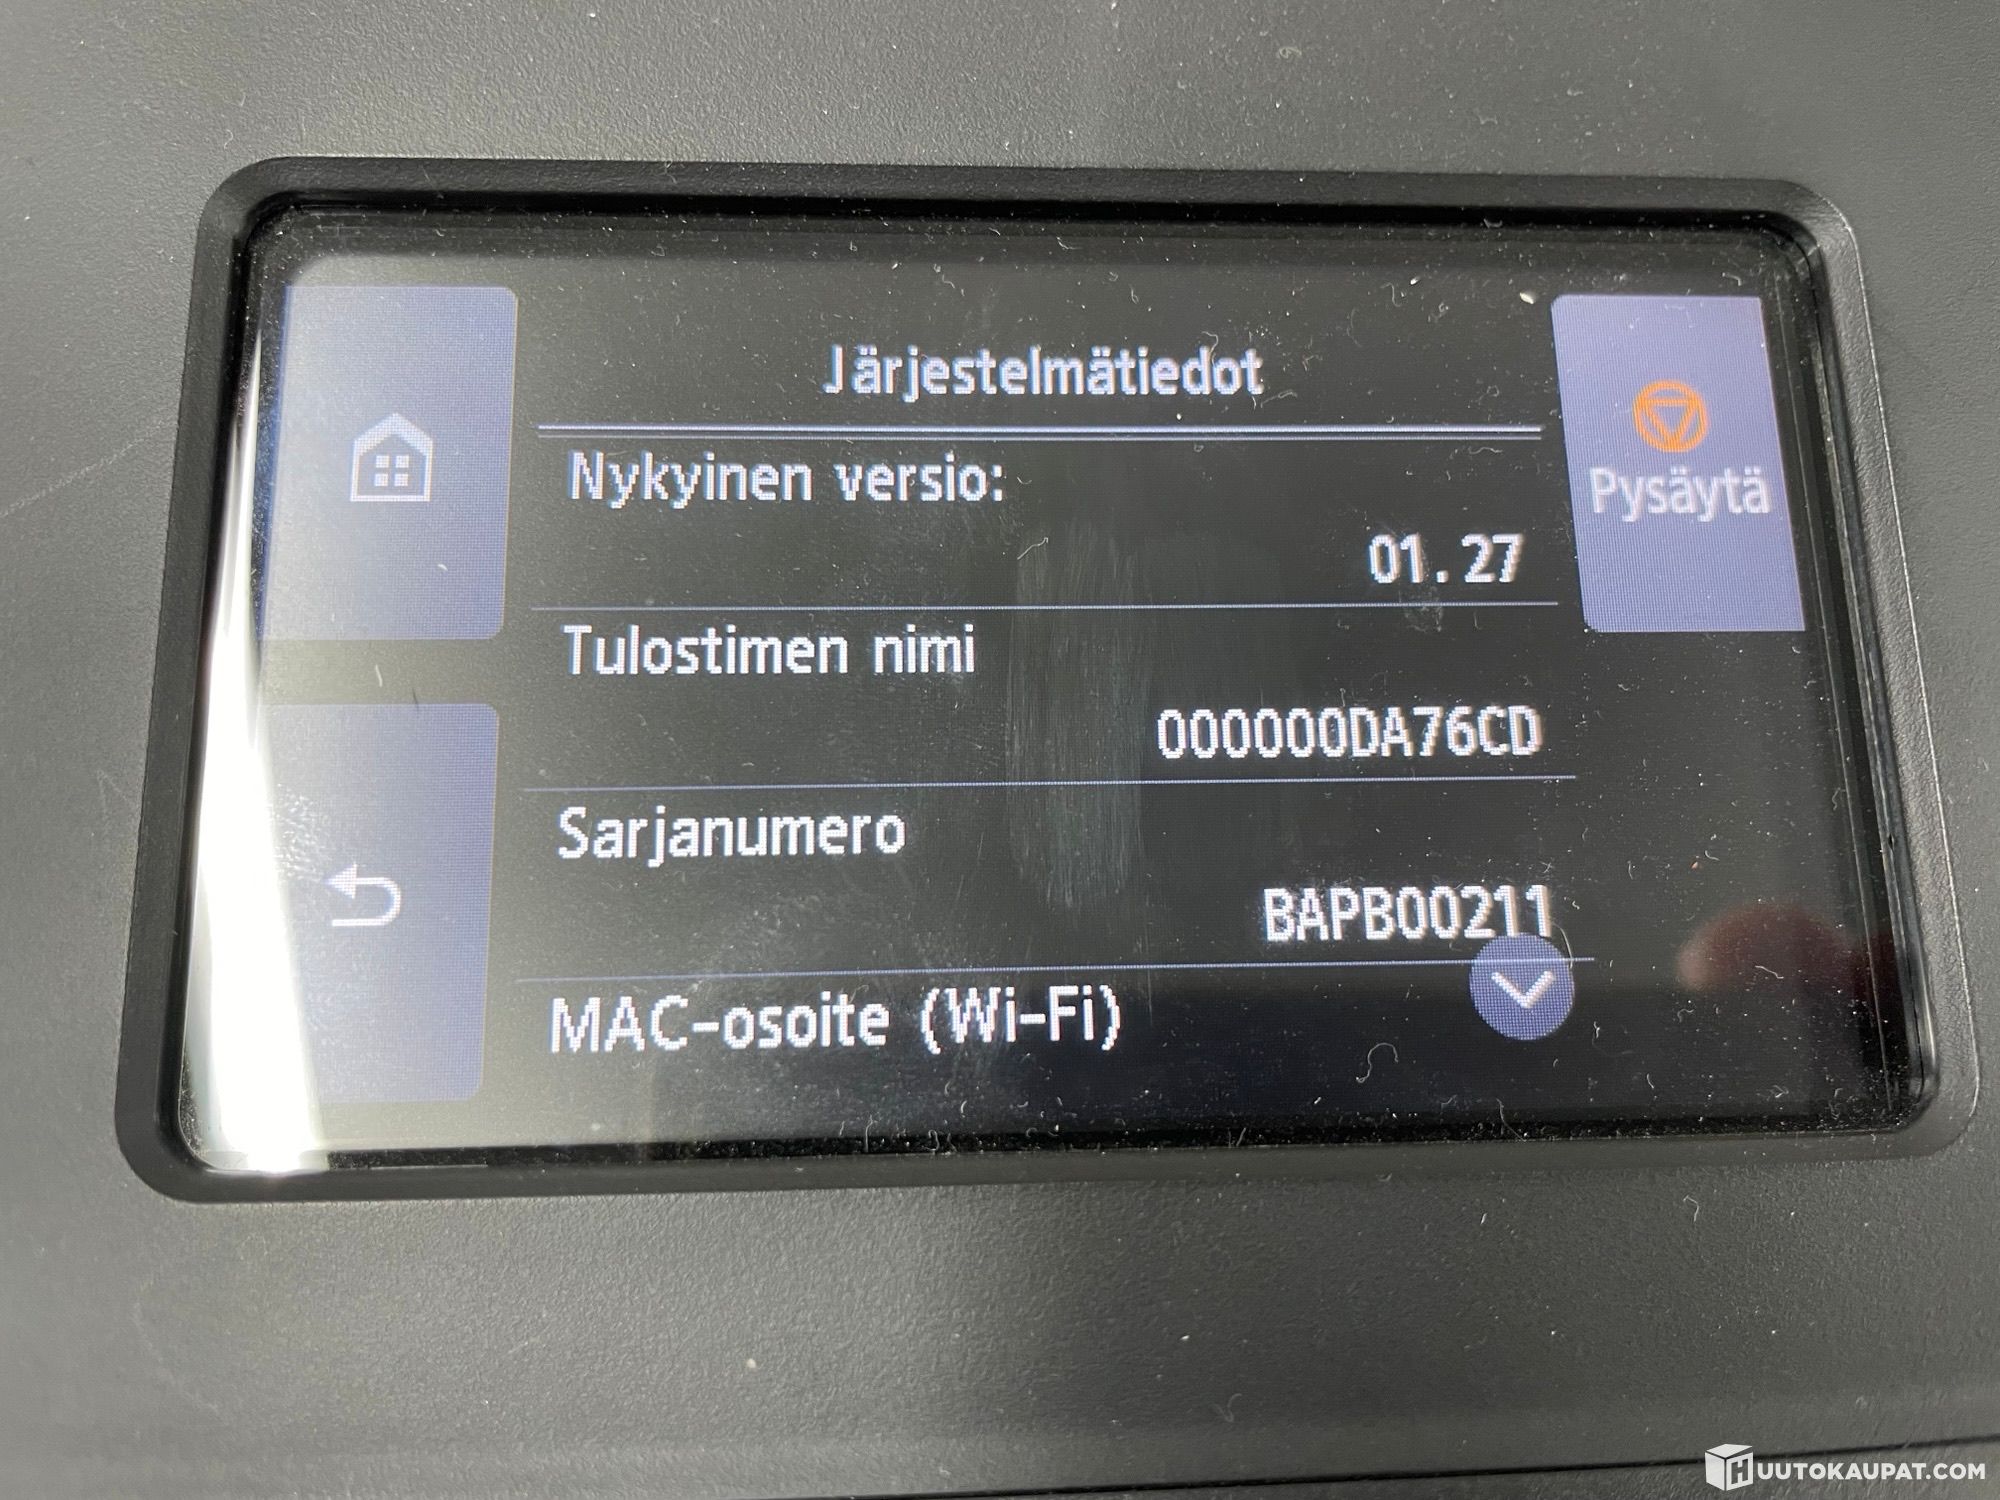 Järjestelmätiedot
Nykyinen versio:
01.27
Pysäytä
Tulostimen nimi
000000DA76CD
Sarjanumero
BAPB00211
MAC-osoite (Wi-Fi)
HUUTOKAUPAT.COM